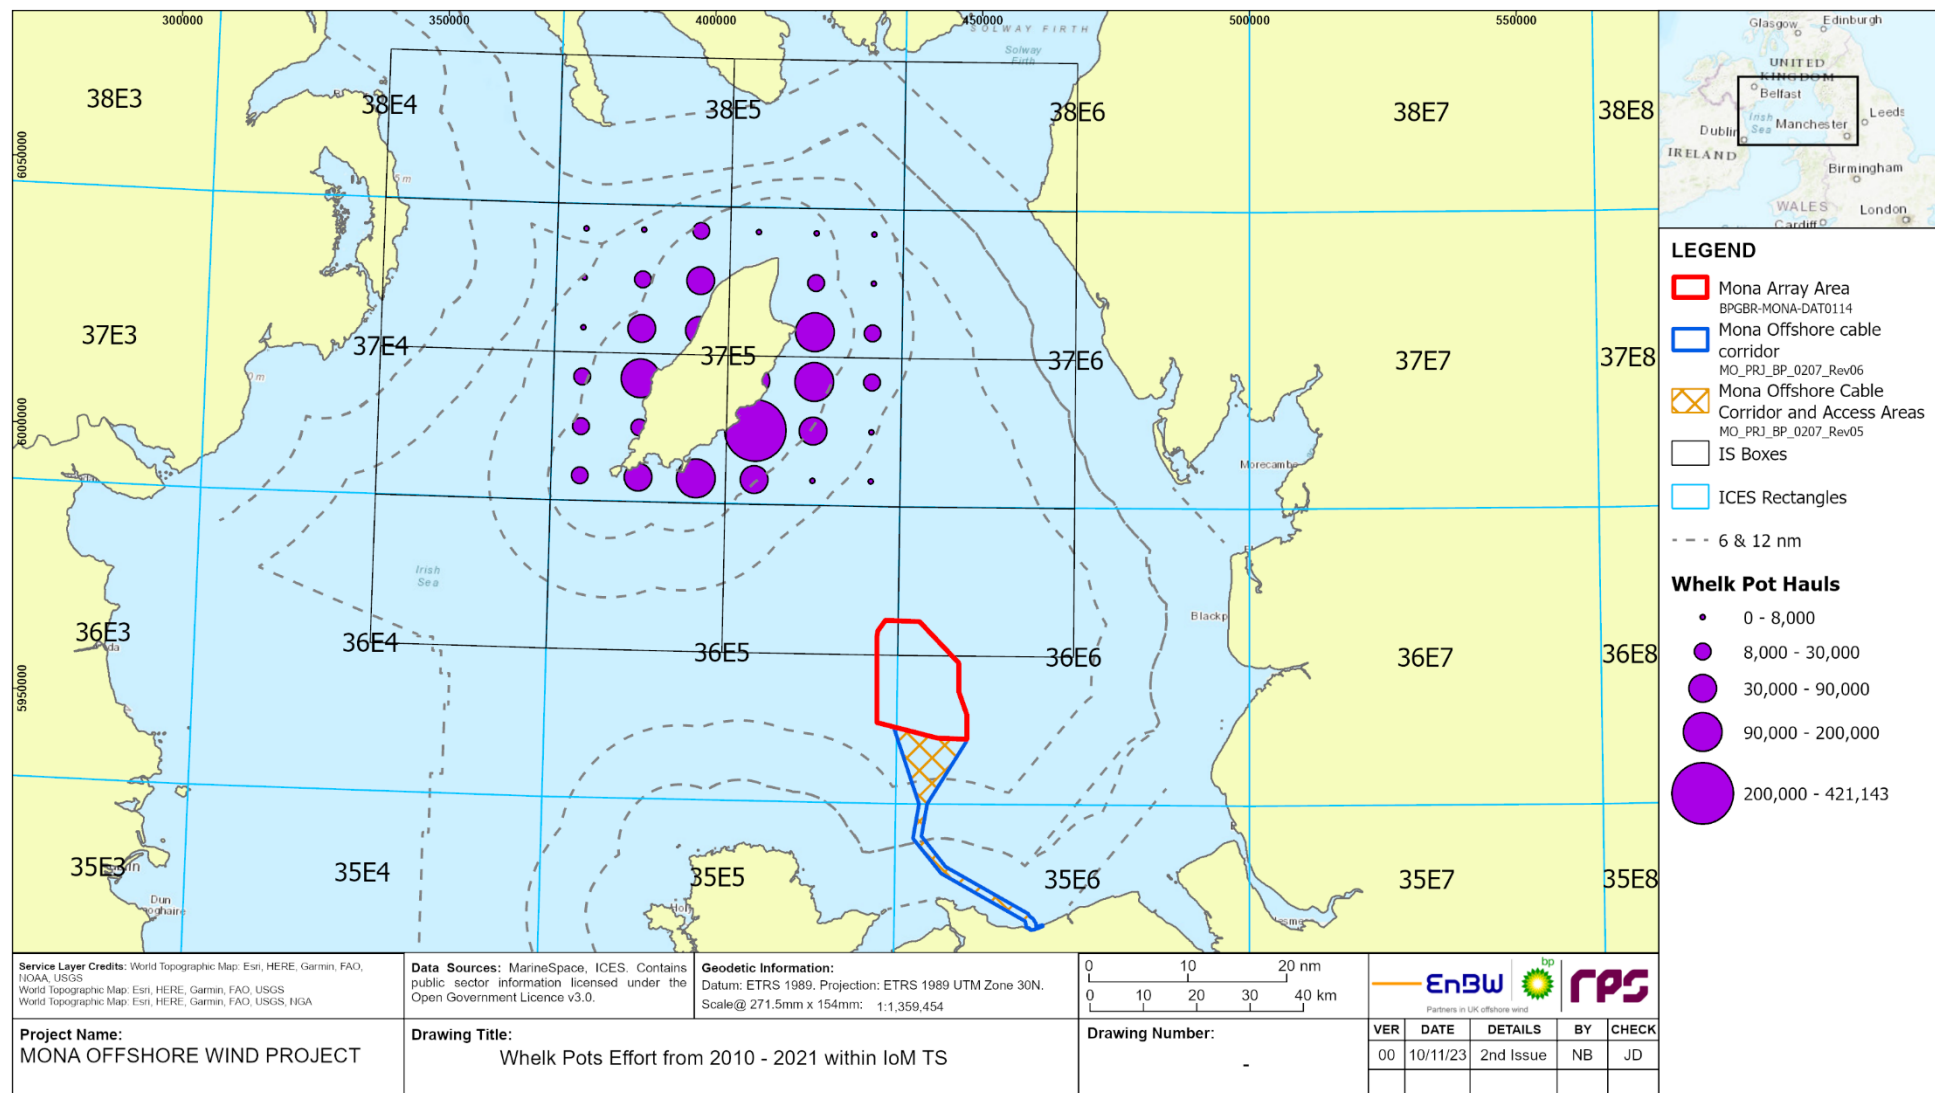 300000
350000
400000
450000
500000
550000
6050000
6000000
5950000
SOLWAY FIRTH
Solway
Firth
38E3
38E4
38E5
38E6
38E7
38E8
5 m
37E3
37E4
37E5
37E6
37E7
37E8
0 m
Morecambe
Irish
Sea
Blackp
36E3
36E4
36E5
36E6
36E7
36E8
35E3
35E4
35E5
35E6
35E7
35E8
Dun
oghaire
Holy
Glasgow
Edinburgh
UNITED
KINGDOM
Belfast
Irish
Sea
Leeds
Dublin
Manchester
IRELAND
Birmingham
WALES
London
Cardiff
LEGEND
Mona Array Area
BPGBR-MONA-DAT0114
Mona Offshore cable
corridor
MO_PRJ_BP_0207_Rev06
Mona Offshore Cable
Corridor and Access Areas
MO_PRJ_BP_0207_Rev05
IS Boxes
ICES Rectangles
6 & 12 nm
Whelk Pot Hauls
0 - 8,000
8,000 - 30,000
30,000 - 90,000
90,000 - 200,000
200,000 - 421,143
Service Layer Credits: World Topographic Map: Esri, HERE, Garmin, FAO,
NOAA, USGS
World Topographic Map: Esri, HERE, Garmin, FAO, USGS
World Topographic Map: Esri, HERE, Garmin, FAO, USGS, NGA
Data Sources: MarineSpace, ICES. Contains
public sector information licensed under the
Open Government Licence v3.0.
Geodetic Information:
Datum: ETRS 1989. Projection: ETRS 1989 UTM Zone 30N.
Scale@ 271.5mm x 154mm: 1:1,359,454
0 10 20 nm
0 10 20 30 40 km
EnBW
bp
rps
Partners in UK offshore wind
Project Name:
MONA OFFSHORE WIND PROJECT
Drawing Title:
Whelk Pots Effort from 2010 - 2021 within IoM TS
Drawing Number:
-
VER DATE DETAILS BY CHECK
00 10/11/23 2nd Issue NB JD